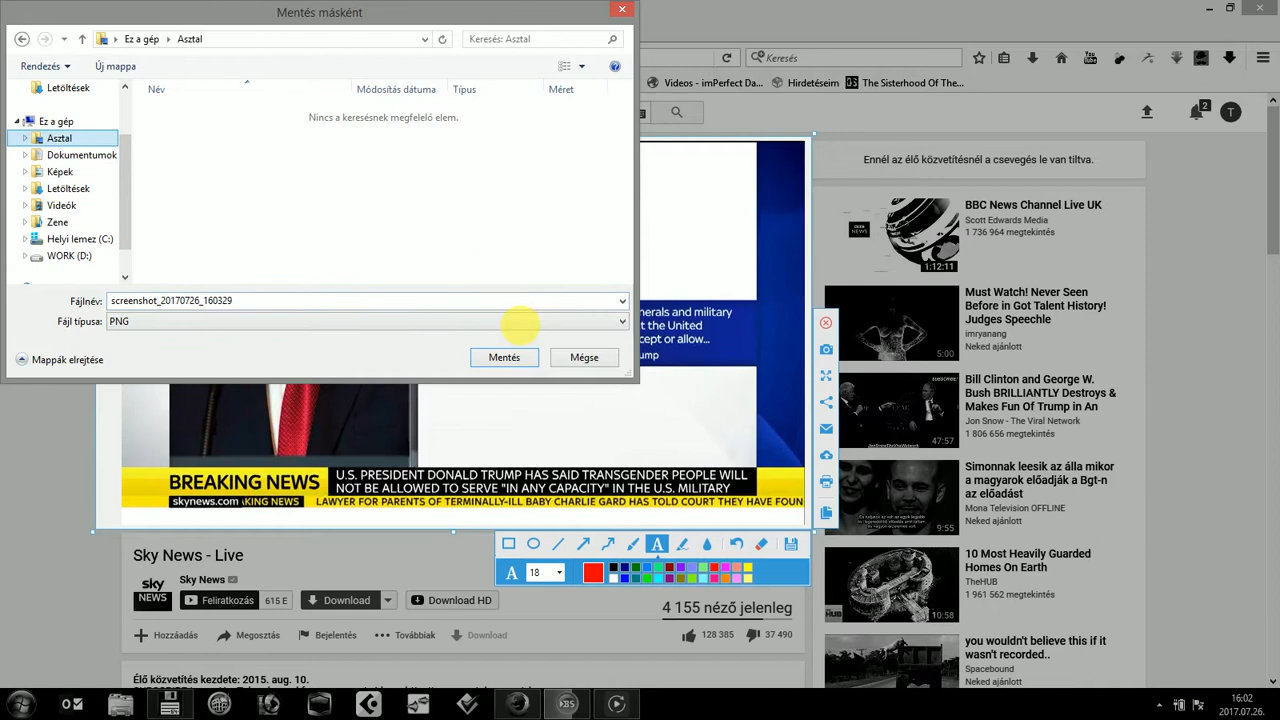 Mentés másként
Ez a gép
Asztal
Keresés: Asztal
Rendezés
Új mappa
Név
Módosítás dátuma
Típus
Méret
Nincs a keresésnek megfelelő elem.
Letöltések
Ez a gép
Asztal
Dokumentumok
Képek
Letöltések
Videók
Zene
Helyi lemez (C:)
WORK (D:)
Fájlnév:
screenshot_20170726_160329
Fájl típusa:
PNG
Mappák elrejtése
Mentés
Mégse
Keresés
Videos - imPerfect Da...
Hirdetéseim
The Sisterhood Of The...
2
T
Ennél az élő közvetítésnél a csevegés le van tiltva.
nerals and military
t the United
cept or allow...
mp
BREAKING NEWS
U.S. PRESIDENT DONALD TRUMP HAS SAID TRANSGENDER PEOPLE WILL
NOT BE ALLOWED TO SERVE "IN ANY CAPACITY" IN THE U.S. MILITARY
skynews.com
KING NEWS
LAWYER FOR PARENTS OF TERMINALLY-ILL BABY CHARLIE GARD HAS TOLD COURT THEY HAVE FOUN
A
A
18
Sky News - Live
sky
NEWS
Sky News
Feliratkozás
615 E
Download
Download HD
4 155 néző jelenleg
Hozzáadás
Megosztás
Bejelentés
Továbbiak
Download
128 385
37 490
Élő közvetítés kezdete: 2015. aug. 10.
BBC
NEWS
1:12:11
BBC News Channel Live UK
Scott Edwards Media
1 736 964 megtekintés
5:00
Must Watch! Never Seen
Before in Got Talent History!
Judges Speechle
imryanang
Neked ajánlott
SUBSCRIBE
47:57
Bill Clinton and George W.
Bush BRILLIANTLY Destroys &
Makes Fun Of Trump in An
Jon Snow - The Viral Network
1 806 656 megtekintés
9:55
Simonnak leesik az álla mikor
a magyarok előadják a Bgt-n
az előadást
Mona Television OFFLINE
Neked ajánlott
10:58
10 Most Heavily Guarded
Homes On Earth
TheHUB
1 961 562 megtekintés
you wouldn't believe this if it
wasn't recorded..
Spacebound
Neked ajánlott
16:02
2017.07.26.